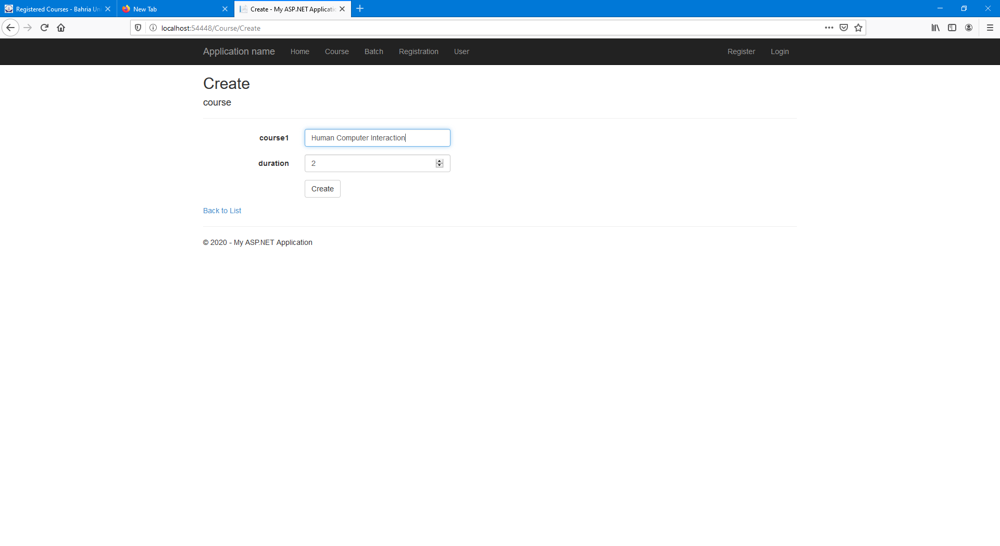 Registered Courses - Bahria Un
New Tab
Create - My ASP.NET Applicatio
localhost:54448/Course/Create
Application name Home Course Batch Registration User Register Login
Create
course
course1 Human Computer Interaction
duration 2
Create
Back to List
© 2020 - My ASP.NET Application